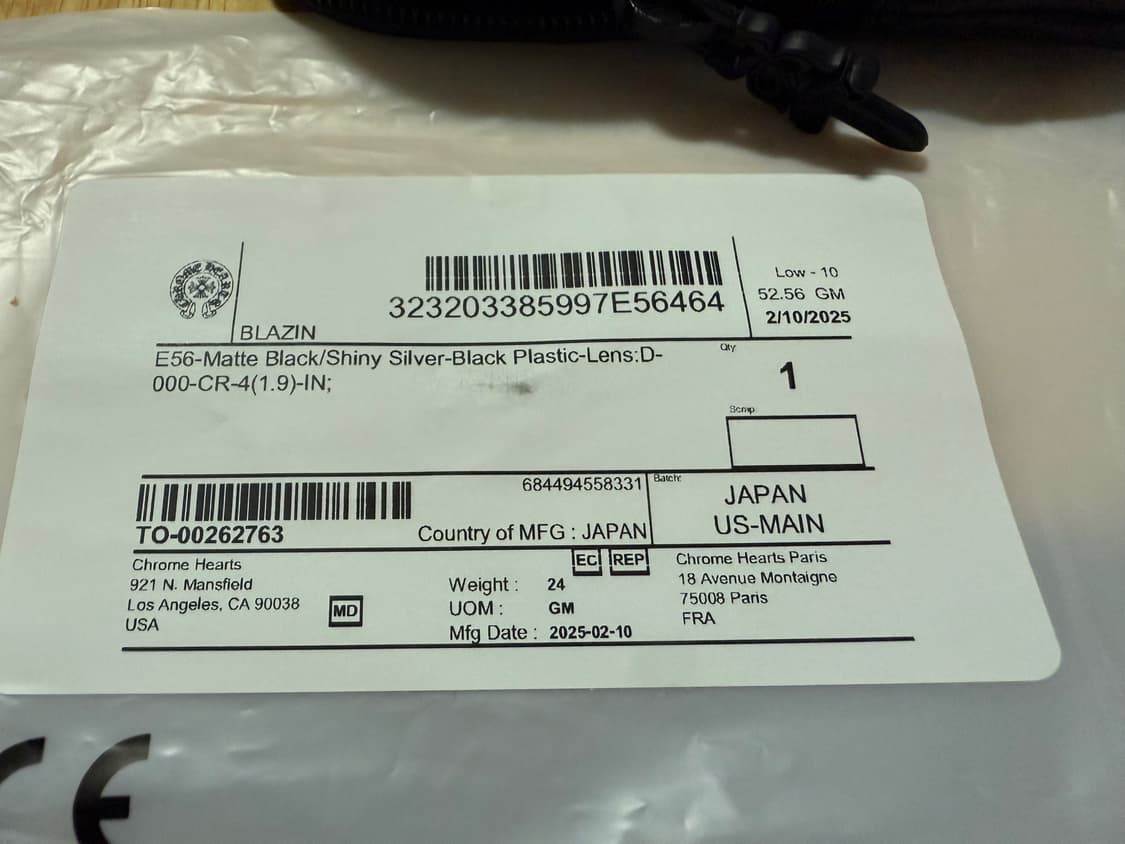 CHROME HEARTS
BLAZIN
323203385997E56464
Low - 10
52.56 GM
2/10/2025
E56-Matte Black/Shiny Silver-Black Plastic-Lens:D-
000-CR-4(1.9)-IN;
Qty:
1
Scrnp:
TO-00262763
684494558331
Country of MFG : JAPAN
Batch:
JAPAN
US-MAIN
Chrome Hearts
921 N. Mansfield
Los Angeles, CA 90038
USA
MD
EC REP
Weight : 24
UOM : GM
Mfg Date : 2025-02-10
Chrome Hearts Paris
18 Avenue Montaigne
75008 Paris
FRA
CE